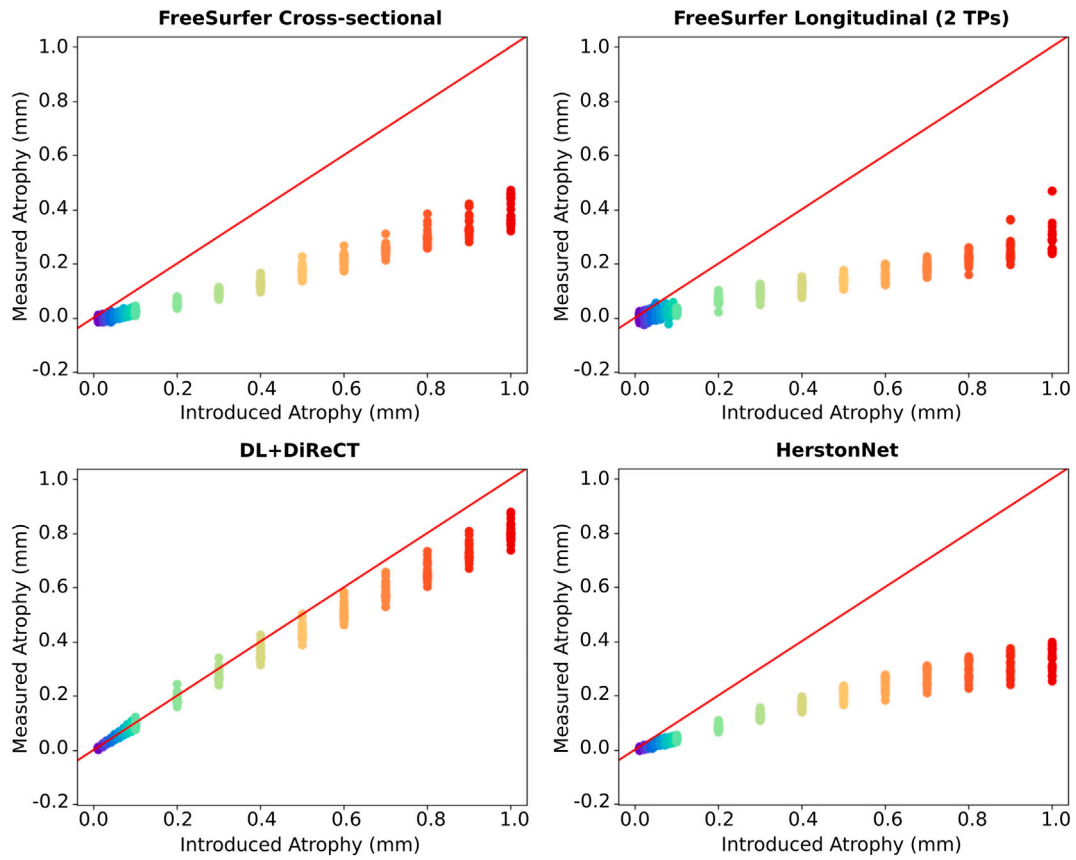 FreeSurfer Cross-sectional
1.0
0.8
0.6
0.4
0.2
0.0
-0.2
Measured Atrophy (mm)
0.0 0.2 0.4 0.6 0.8 1.0
Introduced Atrophy (mm)
FreeSurfer Longitudinal (2 TPs)
1.0
0.8
0.6
0.4
0.2
0.0
-0.2
Measured Atrophy (mm)
0.0 0.2 0.4 0.6 0.8 1.0
Introduced Atrophy (mm)
DL+DiReCT
1.0
0.8
0.6
0.4
0.2
0.0
-0.2
Measured Atrophy (mm)
0.0 0.2 0.4 0.6 0.8 1.0
Introduced Atrophy (mm)
HerstonNet
1.0
0.8
0.6
0.4
0.2
0.0
-0.2
Measured Atrophy (mm)
0.0 0.2 0.4 0.6 0.8 1.0
Introduced Atrophy (mm)